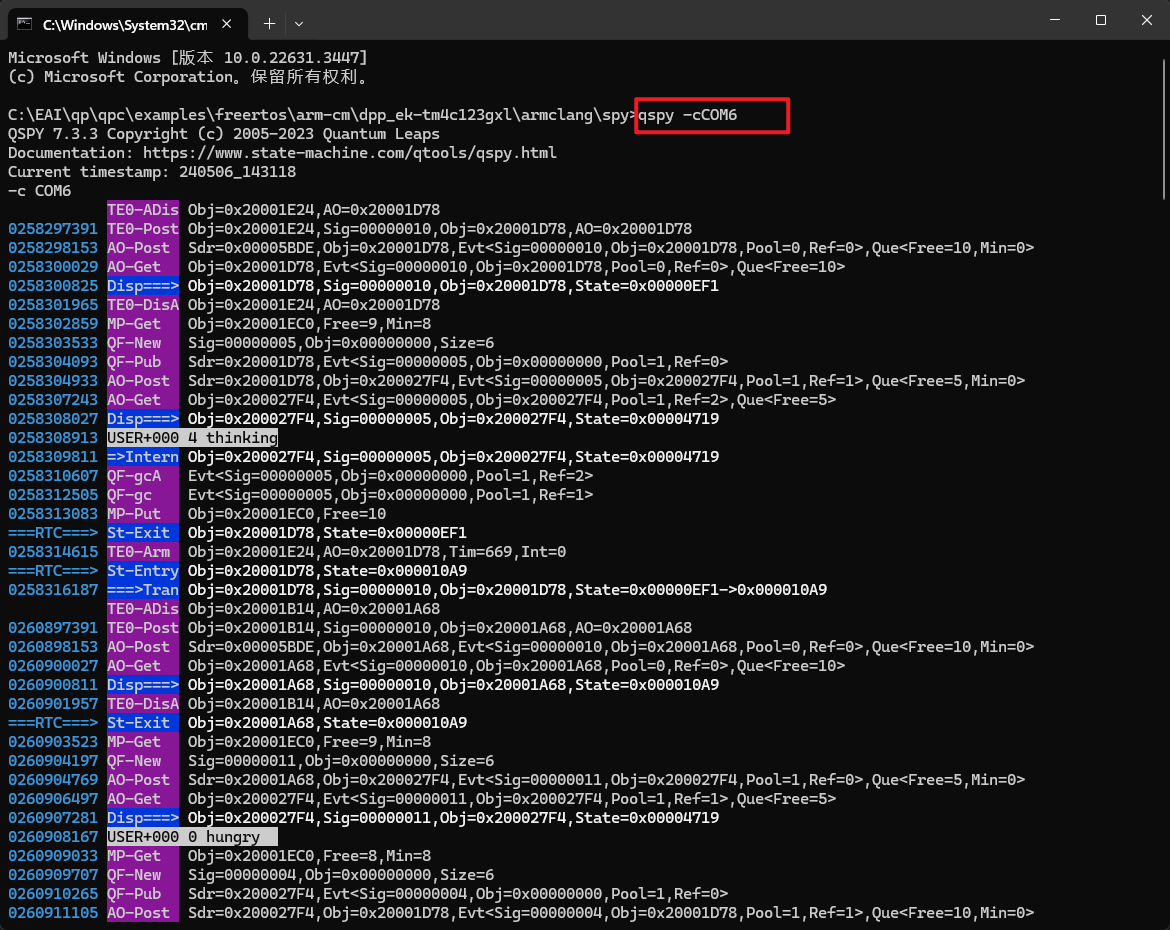 C:\Windows\System32\cm
Microsoft Windows [版本 10.0.22631.3447]
(c) Microsoft Corporation。保留所有权利。
C:\EAI\qp\qpc\examples\freertos\arm-cm\dpp_ek-tm4c123gxl\armclang\spy>qspy -cCOM6
QSPY 7.3.3 Copyright (c) 2005-2023 Quantum Leaps
Documentation: https://www.state-machine.com/qtools/qspy.html
Current timestamp: 240506_143118
-c COM6
TE0-ADis Obj=0x20001E24,AO=0x20001D78
0258297391 TE0-Post Obj=0x20001E24,Sig=00000010,Obj=0x20001D78,AO=0x20001D78
0258298153 AO-Post  Sdr=0x00005BDE,Obj=0x20001D78,Evt<Sig=00000010,Obj=0x20001D78,Pool=0,Ref=0>,Que<Free=10,Min=0>
0258300029 AO-Get   Obj=0x20001D78,Evt<Sig=00000010,Obj=0x20001D78,Pool=0,Ref=0>,Que<Free=10>
0258300825 Disp===> Obj=0x20001D78,Sig=00000010,Obj=0x20001D78,State=0x00000EF1
0258301965 TE0-DisA Obj=0x20001E24,AO=0x20001D78
0258302859 MP-Get   Obj=0x20001EC0,Free=9,Min=8
0258303533 QF-New   Sig=00000005,Obj=0x00000000,Size=6
0258304093 QF-Pub   Sdr=0x20001D78,Evt<Sig=00000005,Obj=0x00000000,Pool=1,Ref=0>
0258304933 AO-Post  Sdr=0x20001D78,Obj=0x200027F4,Evt<Sig=00000005,Obj=0x200027F4,Pool=1,Ref=1>,Que<Free=5,Min=0>
0258307243 AO-Get   Obj=0x200027F4,Evt<Sig=00000005,Obj=0x200027F4,Pool=1,Ref=2>,Que<Free=5>
0258308027 Disp===> Obj=0x200027F4,Sig=00000005,Obj=0x200027F4,State=0x00004719
0258308913 USER+000 4 thinking
0258309811 =>Intern Obj=0x200027F4,Sig=00000005,Obj=0x200027F4,State=0x00004719
0258310607 QF-gcA   Evt<Sig=00000005,Obj=0x00000000,Pool=1,Ref=2>
0258312505 QF-gc    Evt<Sig=00000005,Obj=0x00000000,Pool=1,Ref=1>
0258313083 MP-Put   Obj=0x20001EC0,Free=10
===RTC===> St-Exit  Obj=0x20001D78,State=0x00000EF1
0258314615 TE0-Arm  Obj=0x20001E24,AO=0x20001D78,Tim=669,Int=0
===RTC===> St-Entry Obj=0x20001D78,State=0x000010A9
0258316187 ===>Tran Obj=0x20001D78,Sig=00000010,Obj=0x20001D78,State=0x00000EF1->0x000010A9
TE0-ADis Obj=0x20001B14,AO=0x20001A68
0260897391 TE0-Post Obj=0x20001B14,Sig=00000010,Obj=0x20001A68,AO=0x20001A68
0260898153 AO-Post  Sdr=0x00005BDE,Obj=0x20001A68,Evt<Sig=00000010,Obj=0x20001A68,Pool=0,Ref=0>,Que<Free=10,Min=0>
0260900027 AO-Get   Obj=0x20001A68,Evt<Sig=00000010,Obj=0x20001A68,Pool=0,Ref=0>,Que<Free=10>
0260900811 Disp===> Obj=0x20001A68,Sig=00000010,Obj=0x20001A68,State=0x000010A9
0260901957 TE0-DisA Obj=0x20001B14,AO=0x20001A68
===RTC===> St-Exit  Obj=0x20001A68,State=0x000010A9
0260903523 MP-Get   Obj=0x20001EC0,Free=9,Min=8
0260904197 QF-New   Sig=00000011,Obj=0x00000000,Size=6
0260904769 AO-Post  Sdr=0x20001A68,Obj=0x200027F4,Evt<Sig=00000011,Obj=0x200027F4,Pool=1,Ref=0>,Que<Free=5,Min=0>
0260906497 AO-Get   Obj=0x200027F4,Evt<Sig=00000011,Obj=0x200027F4,Pool=1,Ref=1>,Que<Free=5>
0260907281 Disp===> Obj=0x200027F4,Sig=00000011,Obj=0x200027F4,State=0x00004719
0260908167 USER+000 0 hungry
0260909033 MP-Get   Obj=0x20001EC0,Free=8,Min=8
0260909707 QF-New   Sig=00000004,Obj=0x00000000,Size=6
0260910265 QF-Pub   Sdr=0x200027F4,Evt<Sig=00000004,Obj=0x00000000,Pool=1,Ref=0>
0260911105 AO-Post  Sdr=0x200027F4,Obj=0x20001D78,Evt<Sig=00000004,Obj=0x20001D78,Pool=1,Ref=1>,Que<Free=10,Min=0>